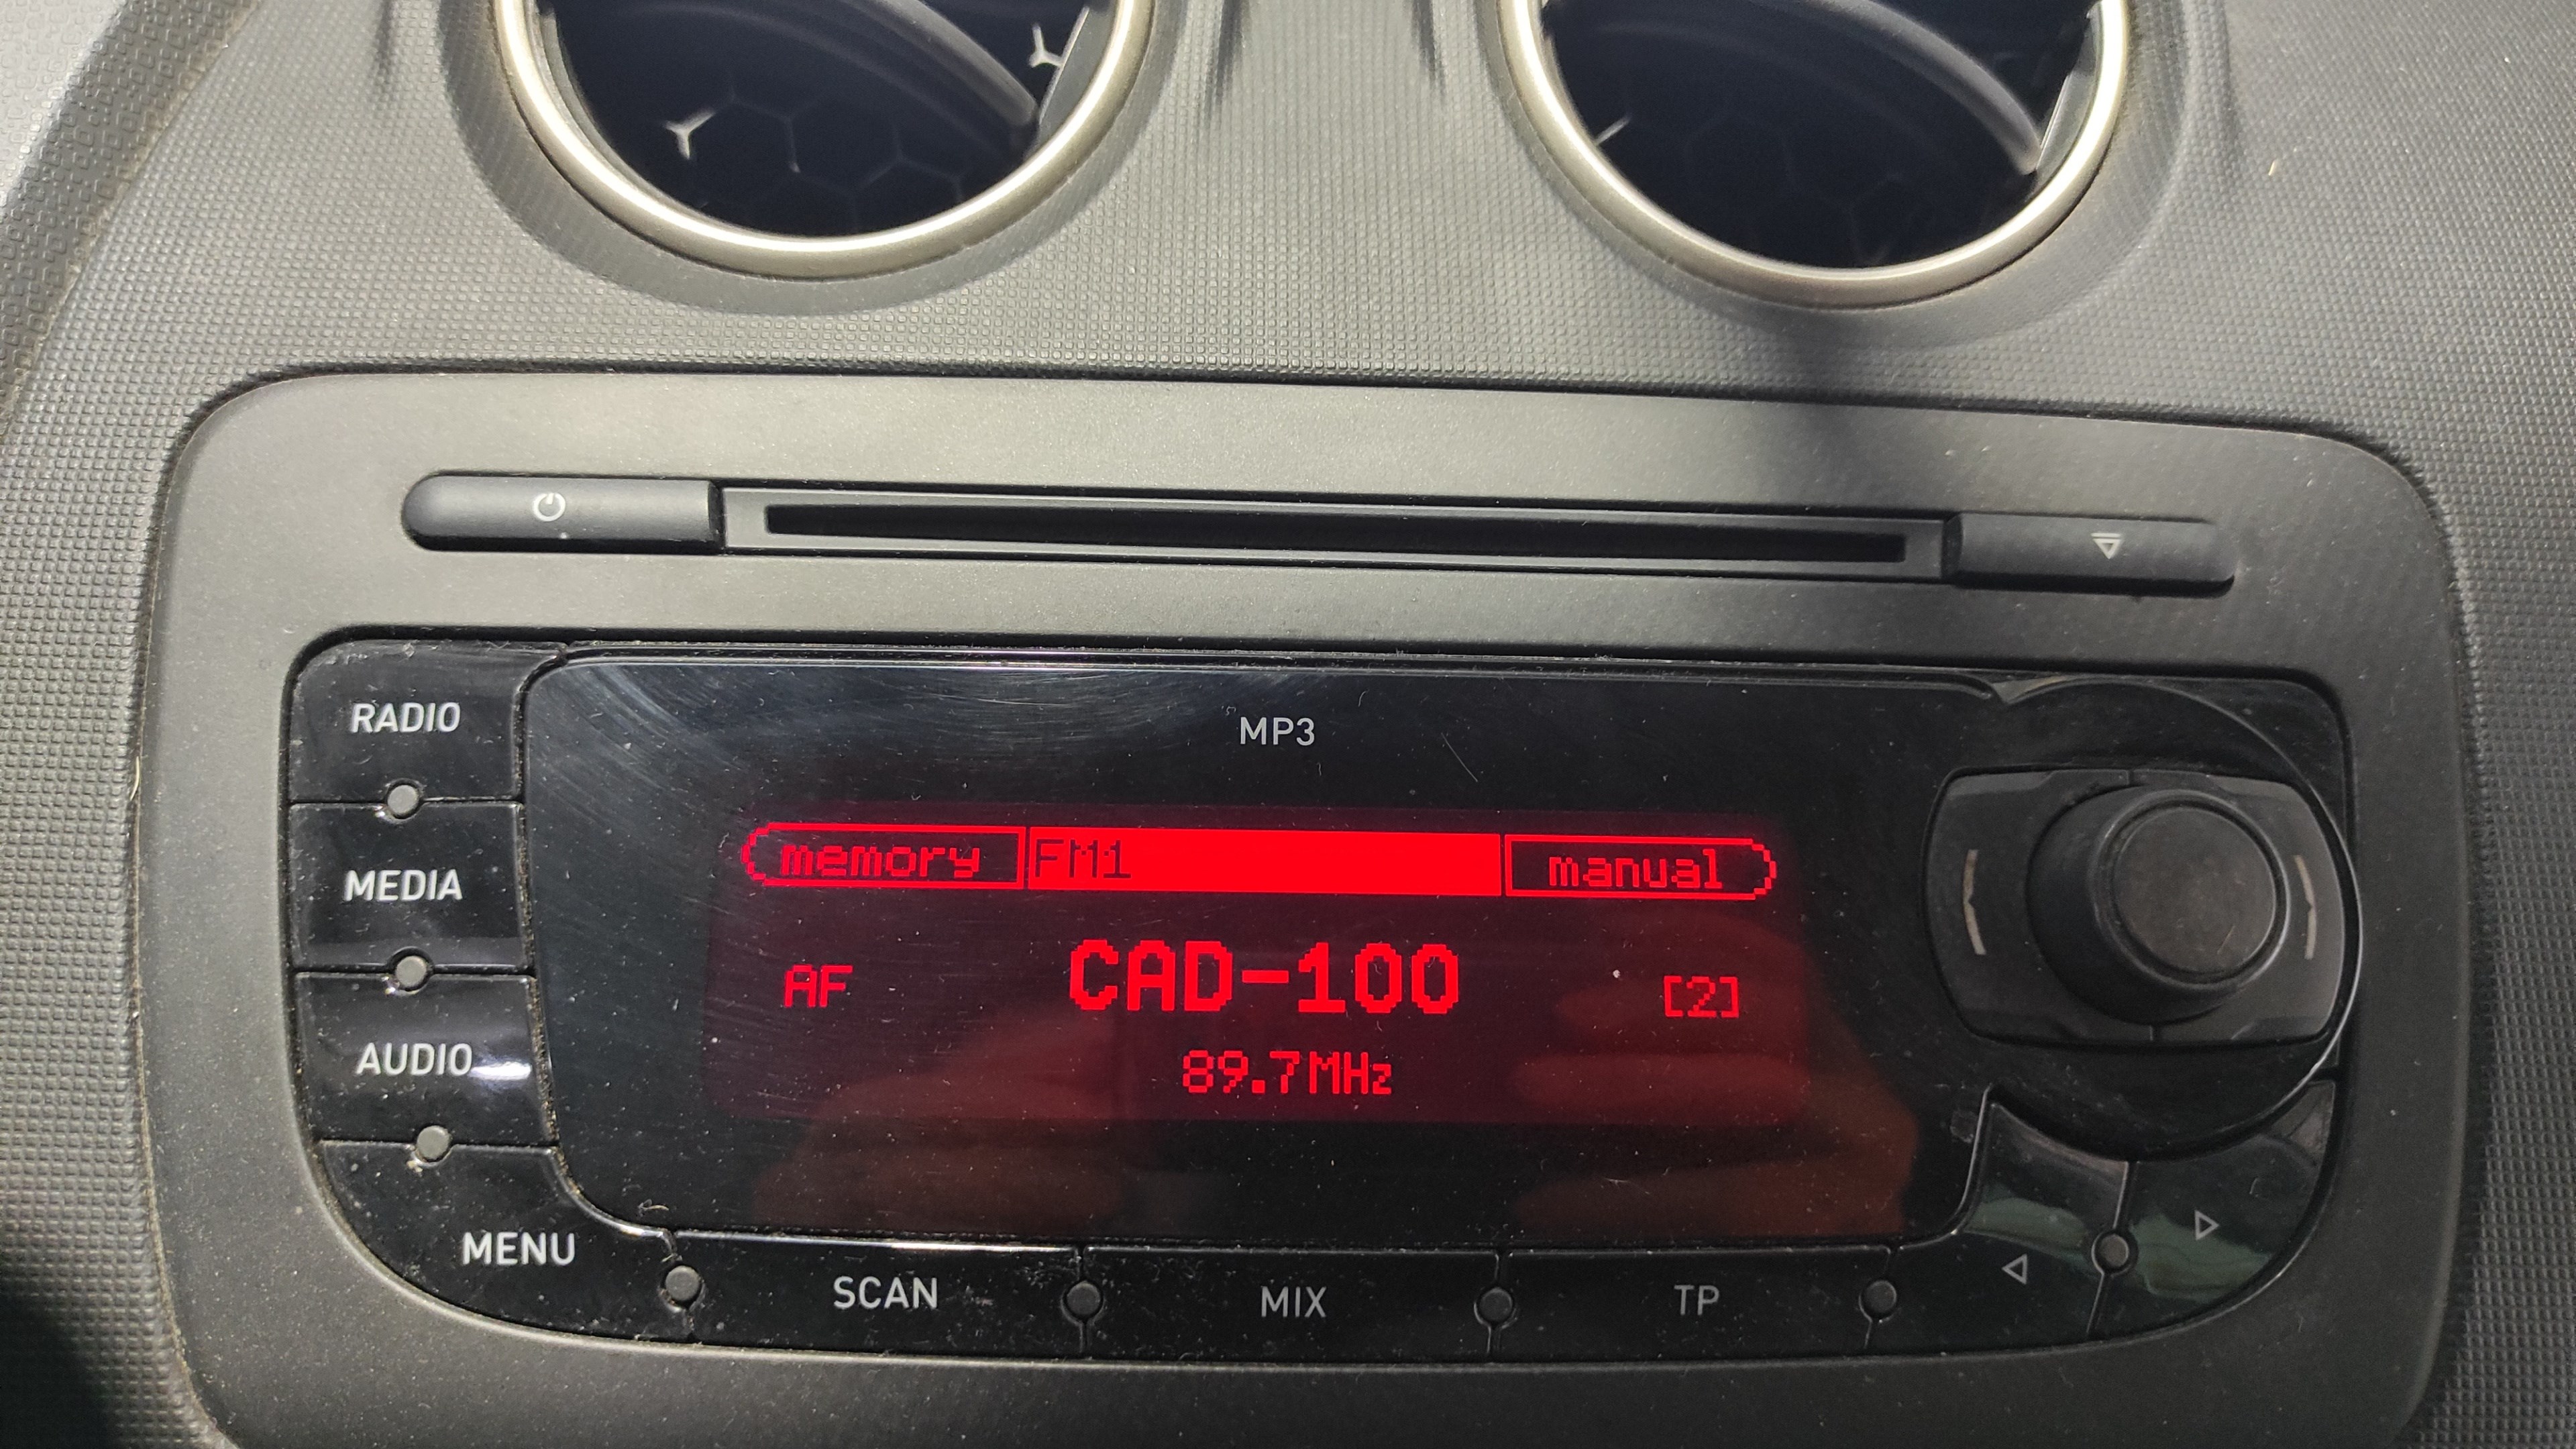 RADIO
MP3
memory FM1 manual
MEDIA
AF CAD-100 [2]
89.7MHz
AUDIO
MENU
SCAN MIX TP